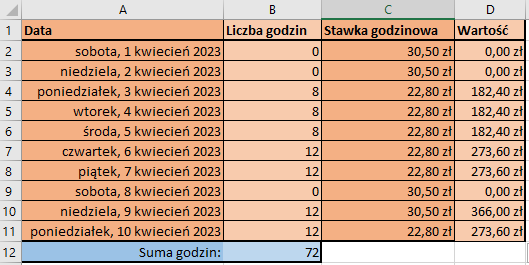 A B C D
1 Data Liczba godzin Stawka godzinowa Wartość
2 sobota, 1 kwiecień 2023 0 30,50 zł 0,00 zł
3 niedziela, 2 kwiecień 2023 0 30,50 zł 0,00 zł
4 poniedziałek, 3 kwiecień 2023 8 22,80 zł 182,40 zł
5 wtorek, 4 kwiecień 2023 8 22,80 zł 182,40 zł
6 środa, 5 kwiecień 2023 8 22,80 zł 182,40 zł
7 czwartek, 6 kwiecień 2023 12 22,80 zł 273,60 zł
8 piątek, 7 kwiecień 2023 12 22,80 zł 273,60 zł
9 sobota, 8 kwiecień 2023 0 30,50 zł 0,00 zł
10 niedziela, 9 kwiecień 2023 12 30,50 zł 366,00 zł
11 poniedziałek, 10 kwiecień 2023 12 22,80 zł 273,60 zł
12 Suma godzin: 72